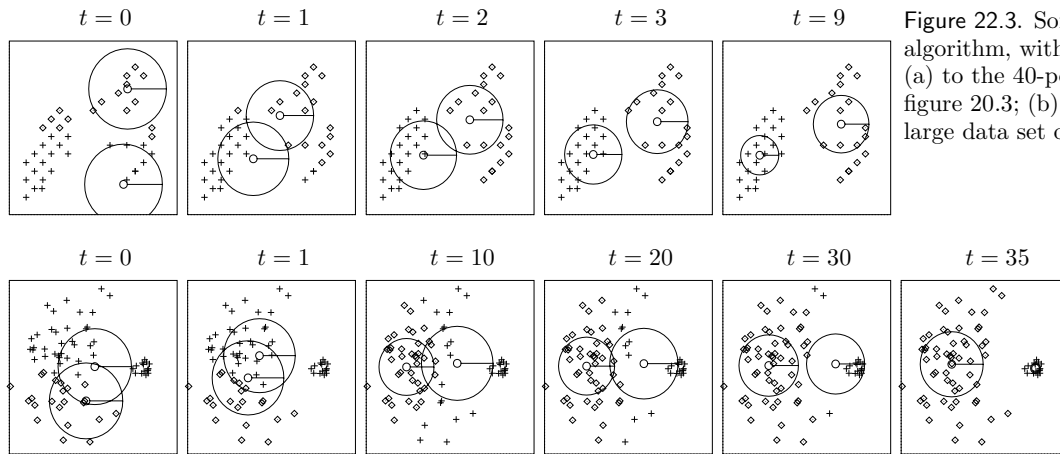 t = 0
t = 1
t = 2
t = 3
t = 9
Figure 22.3. So
algorithm, with
(a) to the 40-p
figure 20.3; (b)
large data set
t = 0
t = 1
t = 10
t = 20
t = 30
t = 35